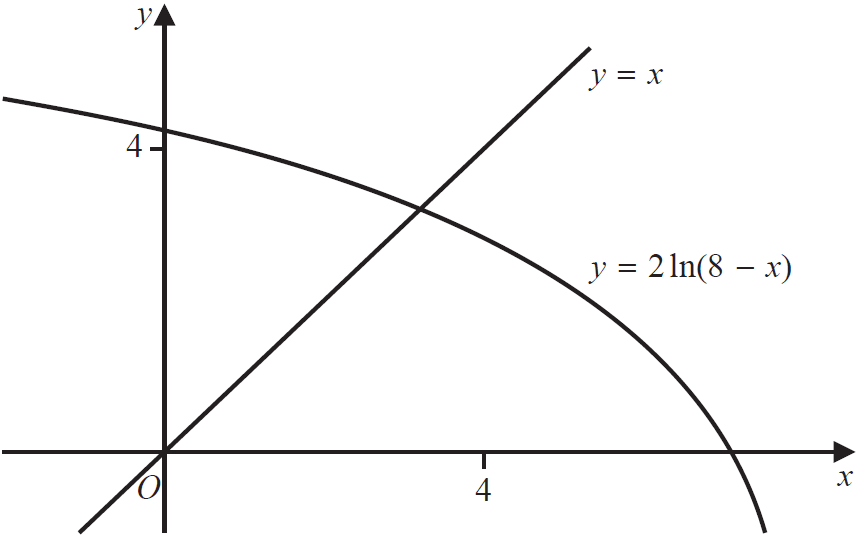 y
y = x
4
y = 2 ln(8 − x)
O
4
x